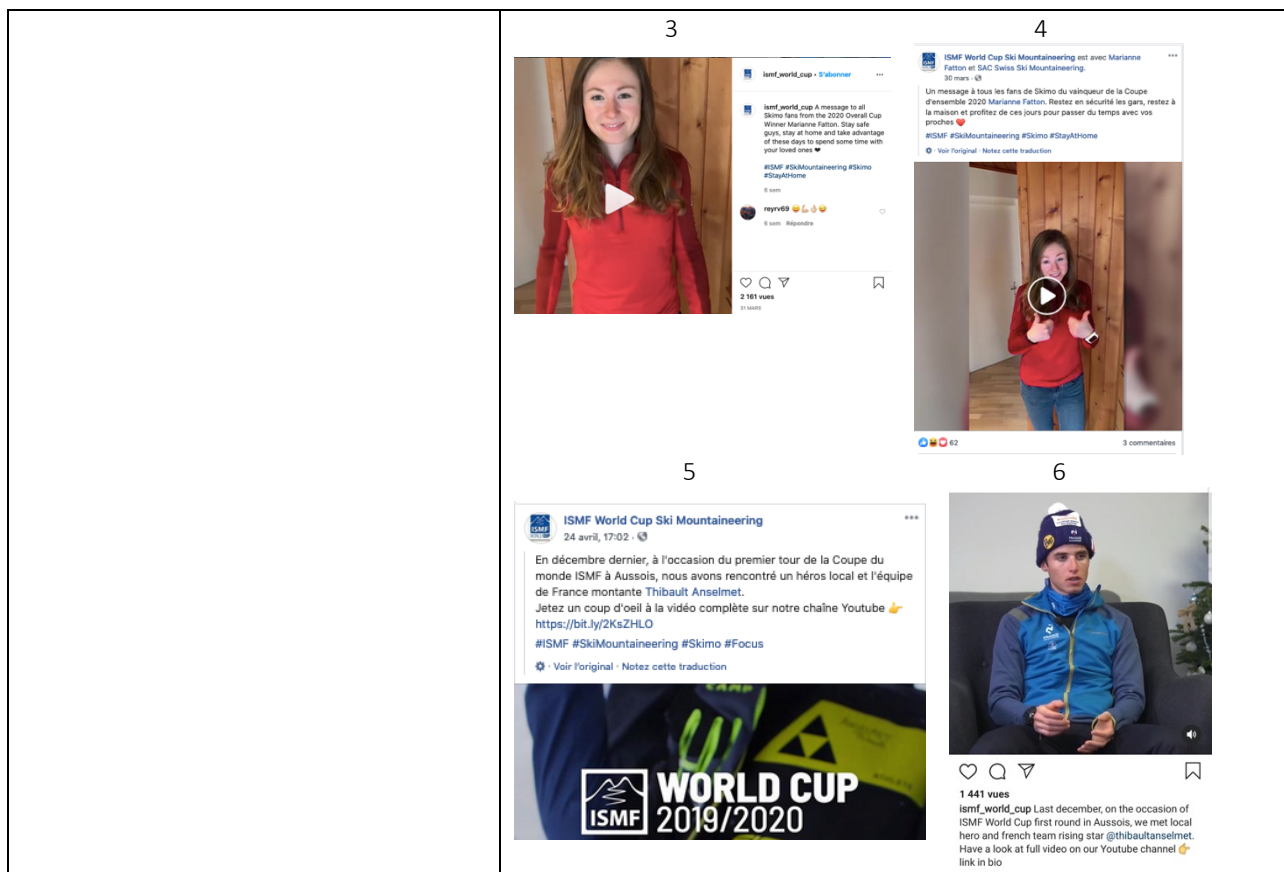 3
ismf_world_cup • S'abonner ...
ismf_world_cup A message to all
Skimo fans from the 2020 Overall Cup
Winner Marianne Fatton. Stay safe
guys, stay at home and take advantage
of these days to spend some time with
your loved ones ❤
#ISMF #SkiMountaineering #Skimo
#StayAtHome
6 sem
reyrv69 😄💪👌😂
6 sem Répondre
2 161 vues
31 MARS
4
ISMF World Cup Ski Mountaineering est avec Marianne
Fatton et SAC Swiss Ski Mountaineering.
30 mars ·
Un message à tous les fans de Skimo du vainqueur de la Coupe
d'ensemble 2020 Marianne Fatton. Restez en sécurité les gars, restez à
la maison et profitez de ces jours pour passer du temps avec vos
proches ❤️
#ISMF #SkiMountaineering #Skimo #StayAtHome
· Voir l'original · Notez cette traduction
62
3 commentaires
5
ISMF
ISMF World Cup Ski Mountaineering
24 avril, 17:02 ·
En décembre dernier, à l'occasion du premier tour de la Coupe du
monde ISMF à Aussois, nous avons rencontré un héros local et l'équipe
de France montante Thibault Anselmet.
Jetez un coup d'oeil à la vidéo complète sur notre chaîne Youtube 👉
https://bit.ly/2KsZHLO
#ISMF #SkiMountaineering #Skimo #Focus
· Voir l'original · Notez cette traduction
CAMP
ISMF
WORLD CUP
2019/2020
6
1 441 vues
ismf_world_cup Last december, on the occasion of
ISMF World Cup first round in Aussois, we met local
hero and french team rising star @thibaultanselmet.
Have a look at full video on our Youtube channel 👉
link in bio